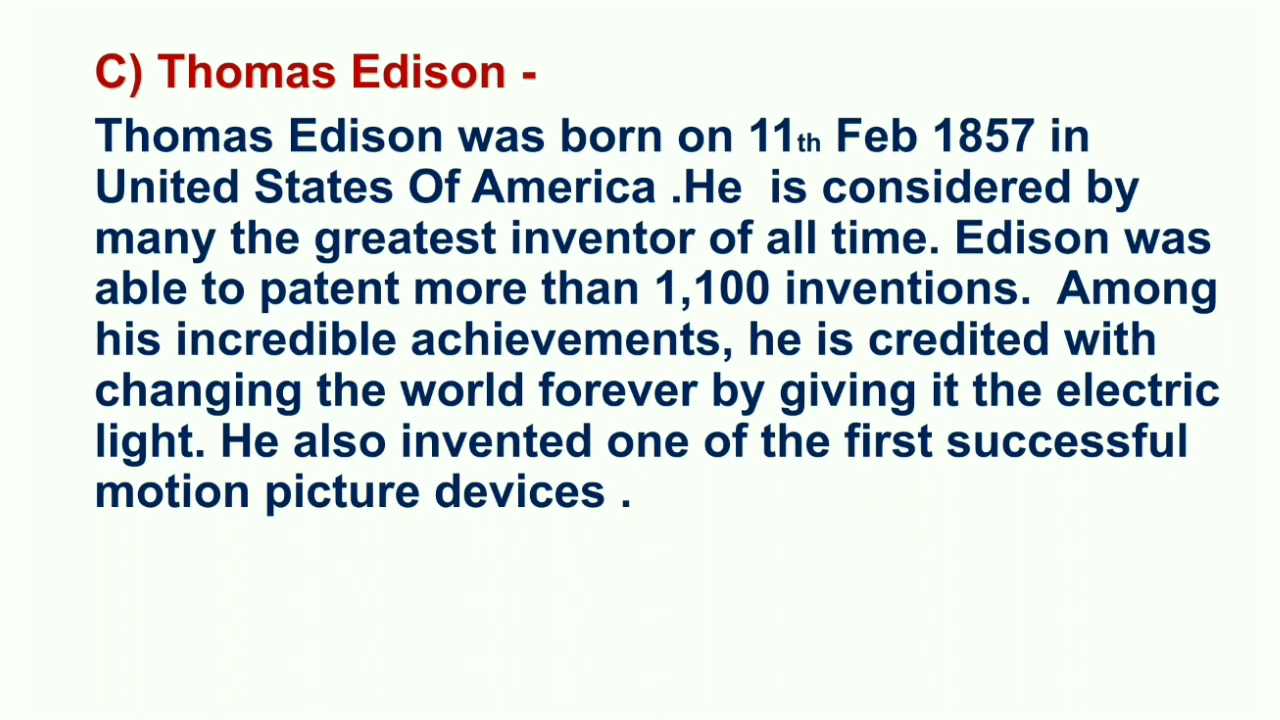 C) Thomas Edison -
Thomas Edison was born on 11th Feb 1857 in
United States Of America .He  is considered by
many the greatest inventor of all time. Edison was
able to patent more than 1,100 inventions.  Among
his incredible achievements, he is credited with
changing the world forever by giving it the electric
light. He also invented one of the first successful
motion picture devices .